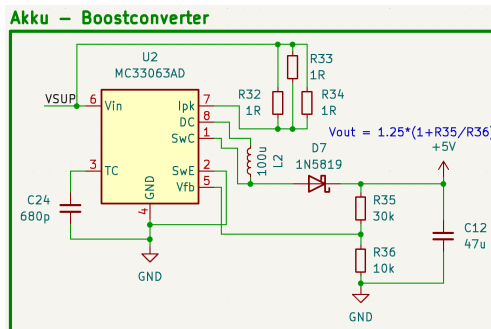 Akku – Boostconverter
U2
MC33063AD
R33
1R
R32
1R
R34
1R
VSUP
6
Vin
Ipk
7
DC
8
SwC
1
Vout = 1.25*(1+R35/R36)
+5V
100u
L2
D7
1N5819
3
TC
SwE
2
Vfb
5
GND
4
C24
680p
R35
30k
C12
47u
R36
10k
GND
GND